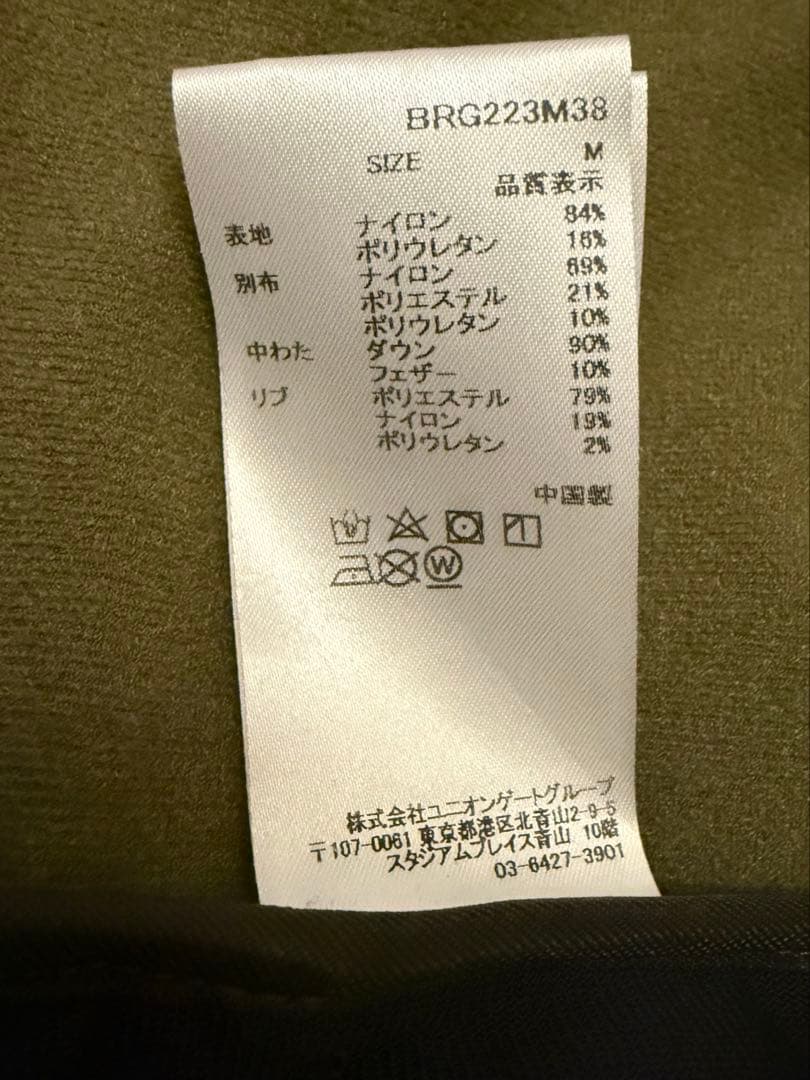 BRG223M38
SIZE M
品質表示
表地 ナイロン 84%
ポリウレタン 16%
別布 ナイロン 69%
ポリエステル 21%
ポリウレタン 10%
中わた ダウン 90%
フェザー 10%
リブ ポリエステル 79%
ナイロン 19%
ポリウレタン 2%
中国製
W
株式会社ユニオンゲートグループ
〒107-0061 東京都港区北青山2-9-5
スタジアムプレイス青山 10階
03-6427-3901